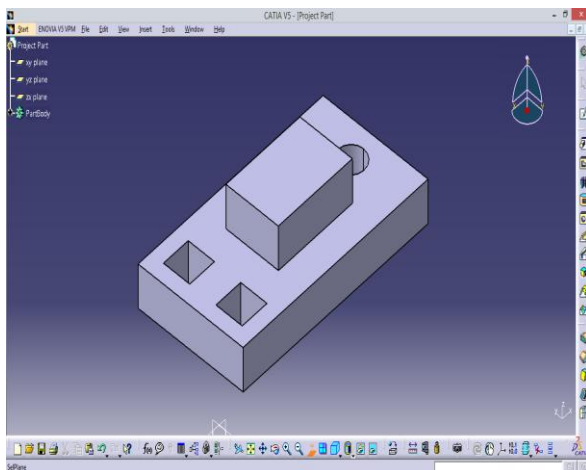 CATIA V5 - [Project Part]
Start ENOVIA V5 VPM File Edit View Insert Tools Window Help
Project Part
xy plane
yz plane
zx plane
PartBody
SelPlane